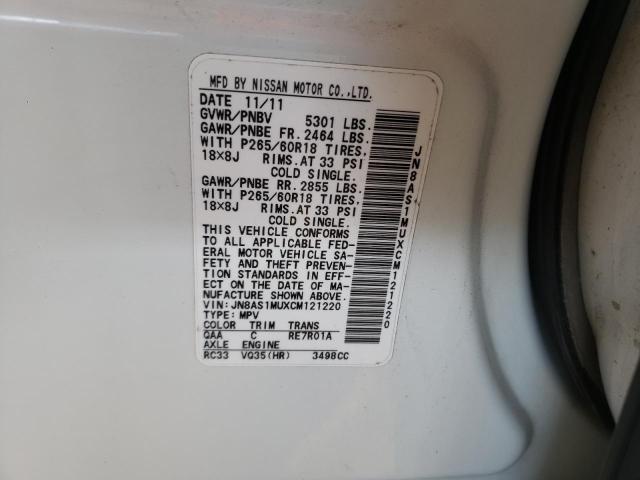 MFD BY NISSAN MOTOR CO.,LTD.
DATE 11/11
GVWR/PNBV 5301 LBS.
GAWR/PNBE FR. 2464 LBS.
WITH P265/60R18 TIRES.
18×8J RIMS.AT 33 PSI
COLD SINGLE.
GAWR/PNBE RR. 2855 LBS.
WITH P265/60R18 TIRES.
18×8J RIMS.AT 33 PSI
COLD SINGLE.
THIS VEHICLE CONFORMS
TO ALL APPLICABLE FED-
ERAL MOTOR VEHICLE SA-
FETY AND THEFT PREVEN-
TION STANDARDS IN EFF-
ECT ON THE DATE OF MA-
NUFACTURE SHOWN ABOVE.
VIN: JN8AS1MUXCM121220
TYPE: MPV
COLOR TRIM TRANS
QAA C RE7R01A
AXLE ENGINE
RC33 VQ35(HR) 3498CC
JN8AS1MUXCM121220